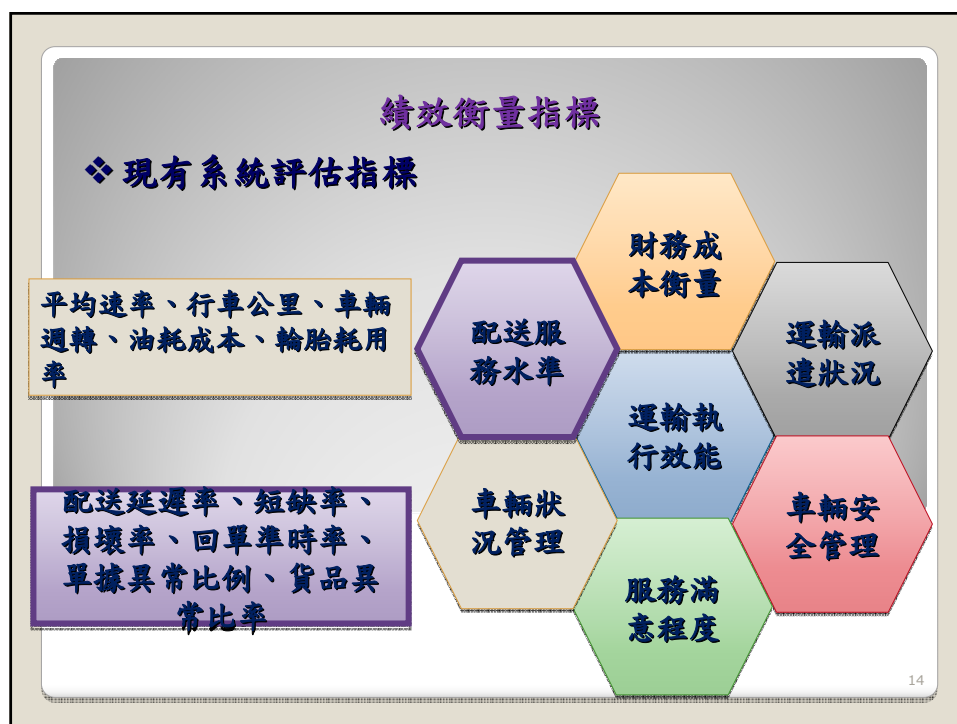 績效衡量指標
❖現有系統評估指標
平均速率、行車公里、車輛
週轉、油耗成本、輪胎耗用
率
配送延遲率、短缺率、
損壞率、回單準時率、
單據異常比例、貨品異
常比率
財務成
本衡量
配送服
務水準
運輸派
遣狀況
運輸執
行效能
車輛狀
況管理
車輛安
全管理
服務滿
意程度
14